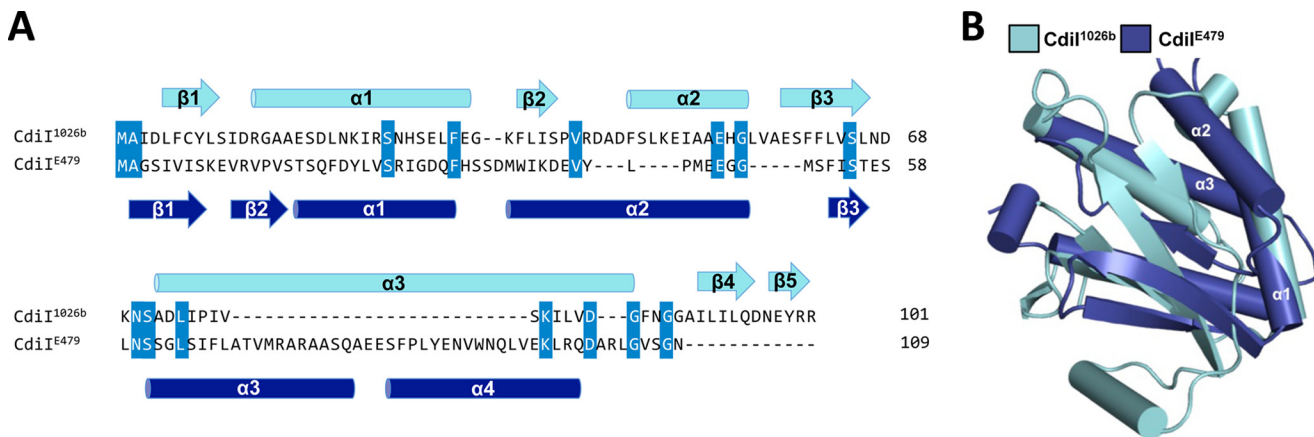 A
B
CdiI1026b CdiIE479
β1 α1 β2 α2 β3
CdiI1026b MAIDLFCYLSIDRGAAESDLNKIRSNHSELFEG--KFLISPVRDADFSLKEIAAEHGLVAESFFLVSLND 68
CdiIE479 MAGSIVISKEVRVPVSTSQFDYLVSRIGDQFHSSDMWIKDEVY---L----PMEEGG-----MSFISTES 58
β1 β2 α1 α2 β3
α3 β4 β5
CdiI1026b KNSADLIPIV---------------------------SKILVD---GFNGGAILILQDNEYRR 101
CdiIE479 LNSSGLSIFLATVMRARAASQAEESFPLYENVWNQLVEKLRQDARLGVSGN------------ 109
α3 α4
α2
α3
α1